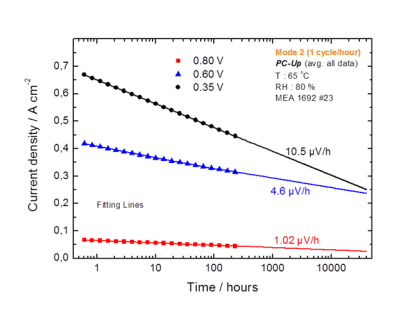 Mode 2 (1 cycle/hour)
PC-Up (avg. all data)
T : 65 °C
RH : 80 %
MEA 1692 #23
0.80 V
0.60 V
0.35 V
Current density / A cm-2
0,8
0,7
0,6
0,5
0,4
0,3
0,2
0,1
0,0
10.5 µV/h
4.6 µV/h
Fitting Lines
1.02 µV/h
1
10
100
1000
10000
Time / hours